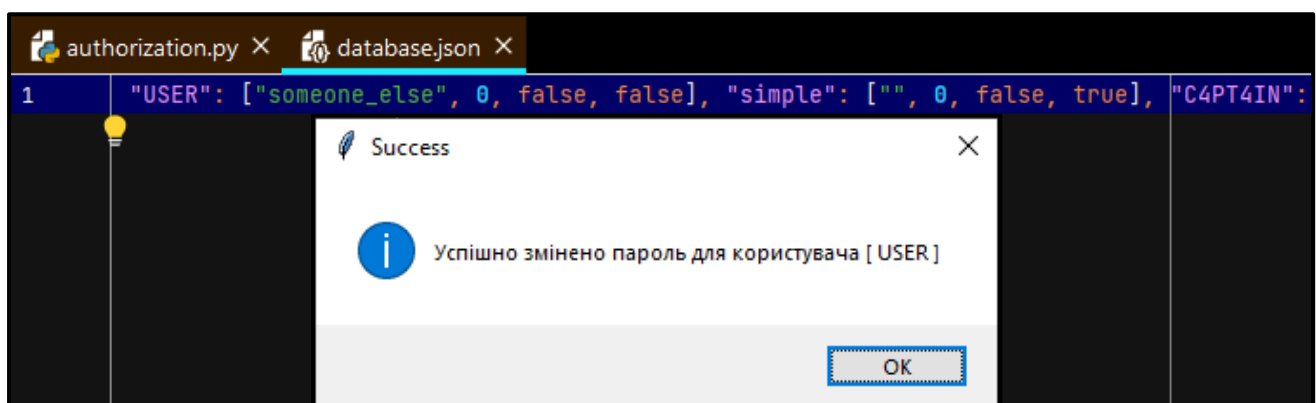 authorization.py ×
database.json ×
1 "USER": ["someone_else", 0, false, false], "simple": ["", 0, false, true], "C4PT4IN":
Success
Успішно змінено пароль для користувача [ USER ]
OK